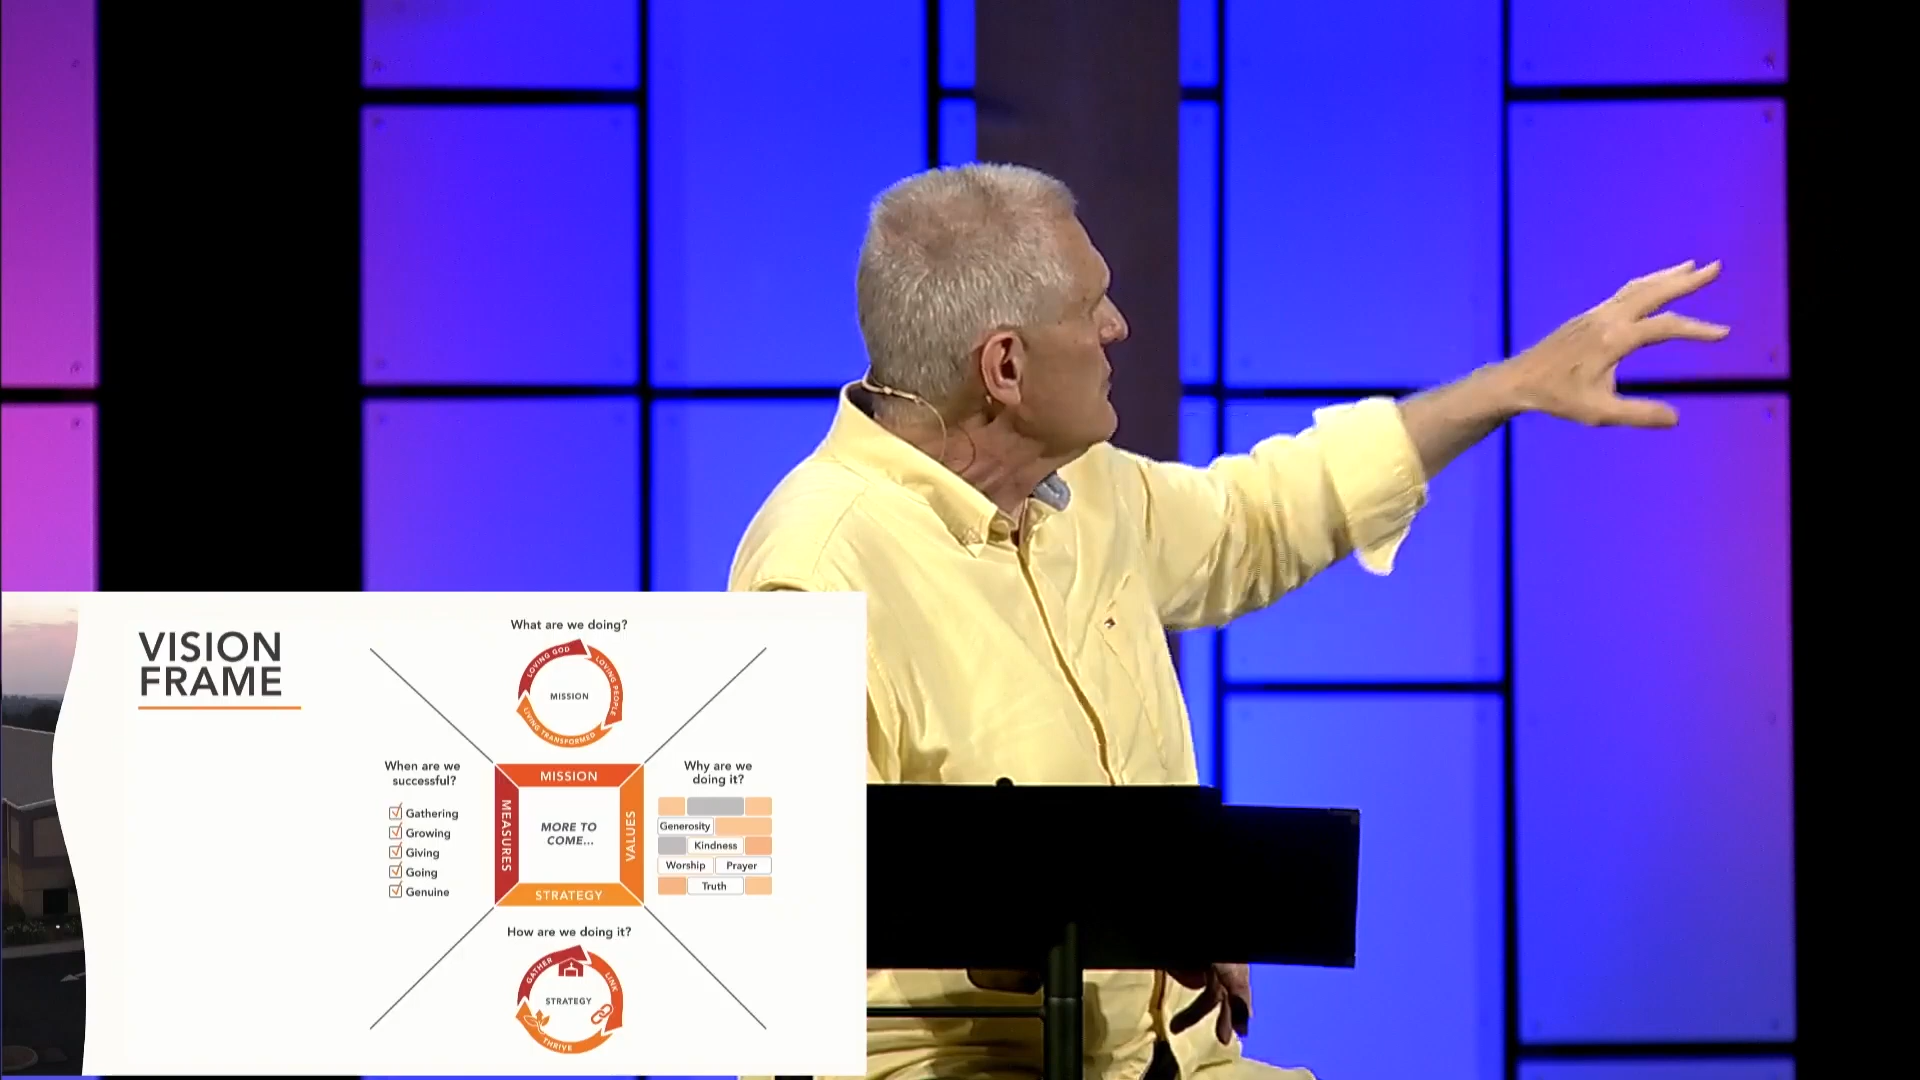 VISION
FRAME
What are we doing?
LOVING GOD
LOVING PEOPLE
LIVING TRANSFORMED
MISSION
When are we
successful?
Gathering
Growing
Giving
Going
Genuine
MISSION
MEASURES
MORE TO
COME...
VALUES
STRATEGY
Why are we
doing it?
Generosity
Kindness
Worship
Prayer
Truth
How are we doing it?
GATHER
LINK
THRIVE
STRATEGY